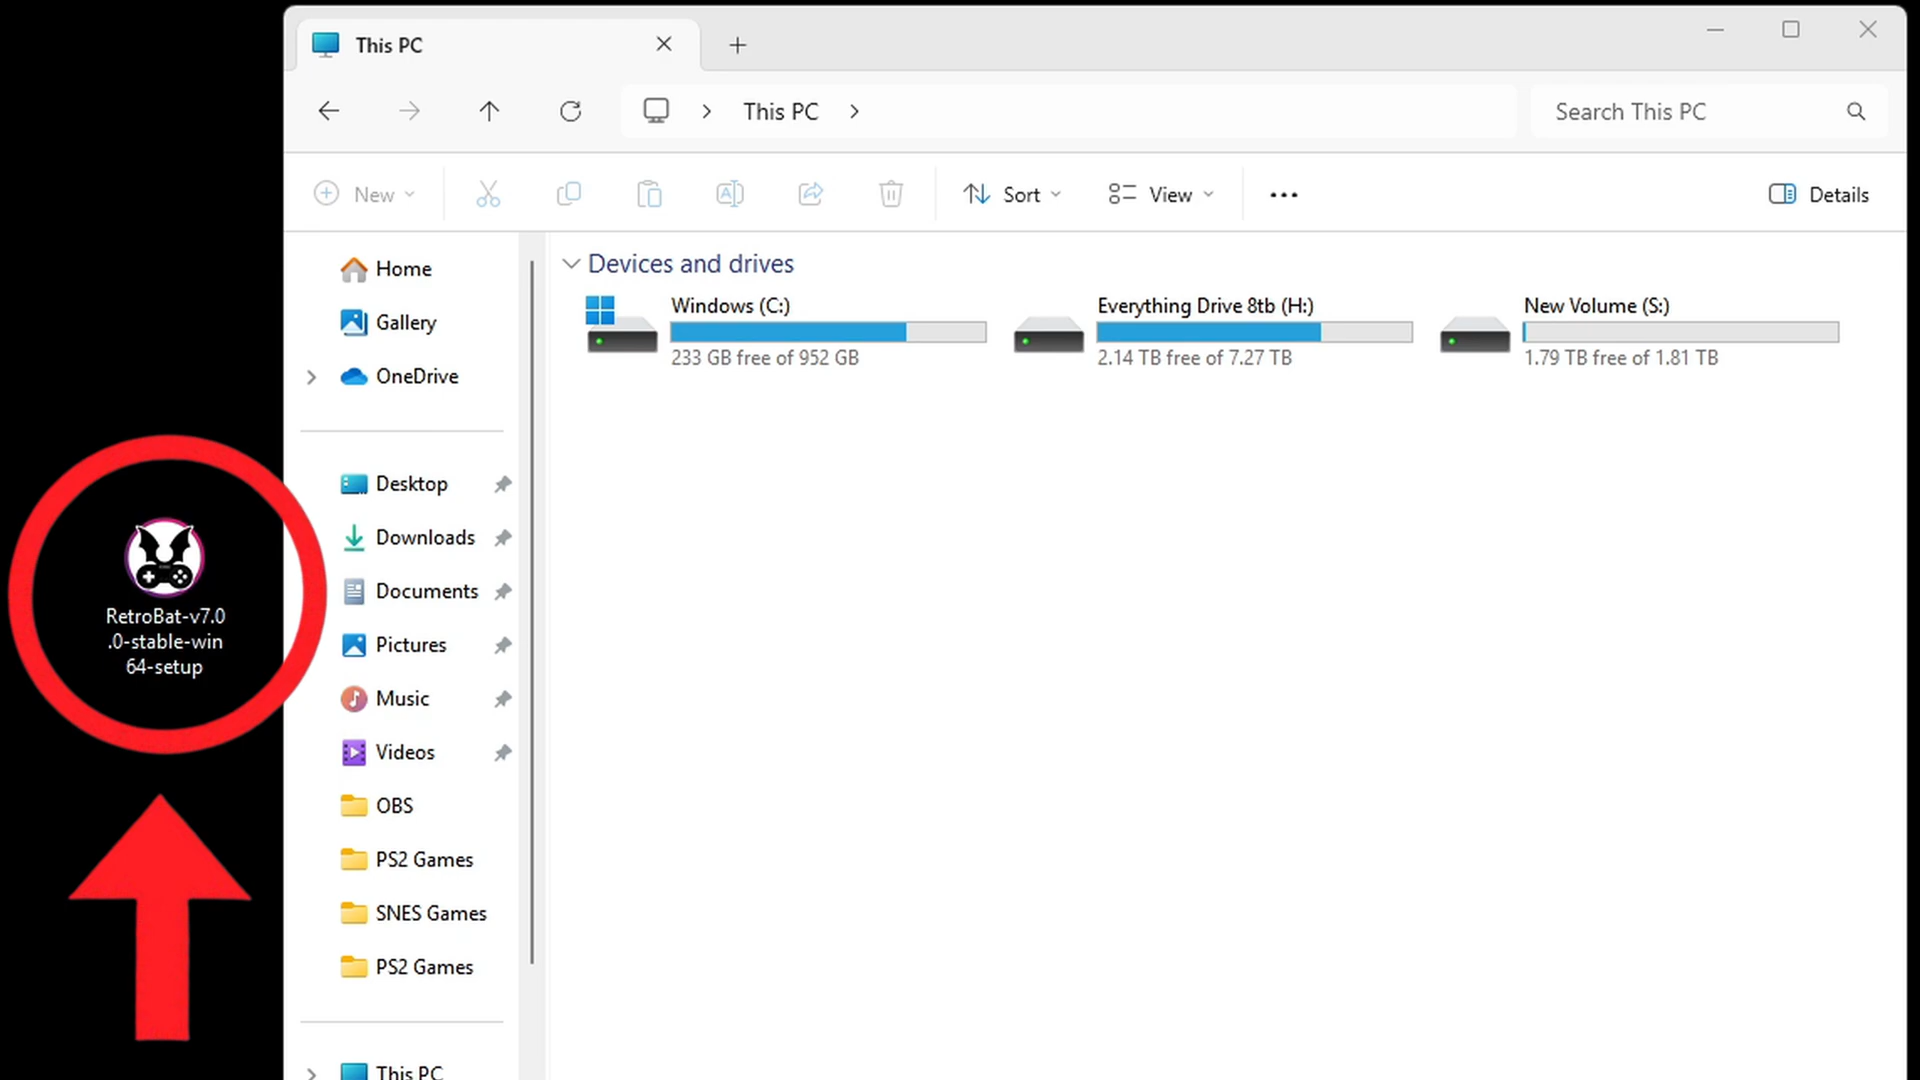 This PC
This PC
Search This PC
New
Sort
View
Details
Home
Gallery
OneDrive
Desktop
Downloads
Documents
Pictures
Music
Videos
OBS
PS2 Games
SNES Games
PS2 Games
This PC
Devices and drives
Windows (C:)
233 GB free of 952 GB
Everything Drive 8tb (H:)
2.14 TB free of 7.27 TB
New Volume (S:)
1.79 TB free of 1.81 TB
RetroBat-v7.0
.0-stable-win
64-setup